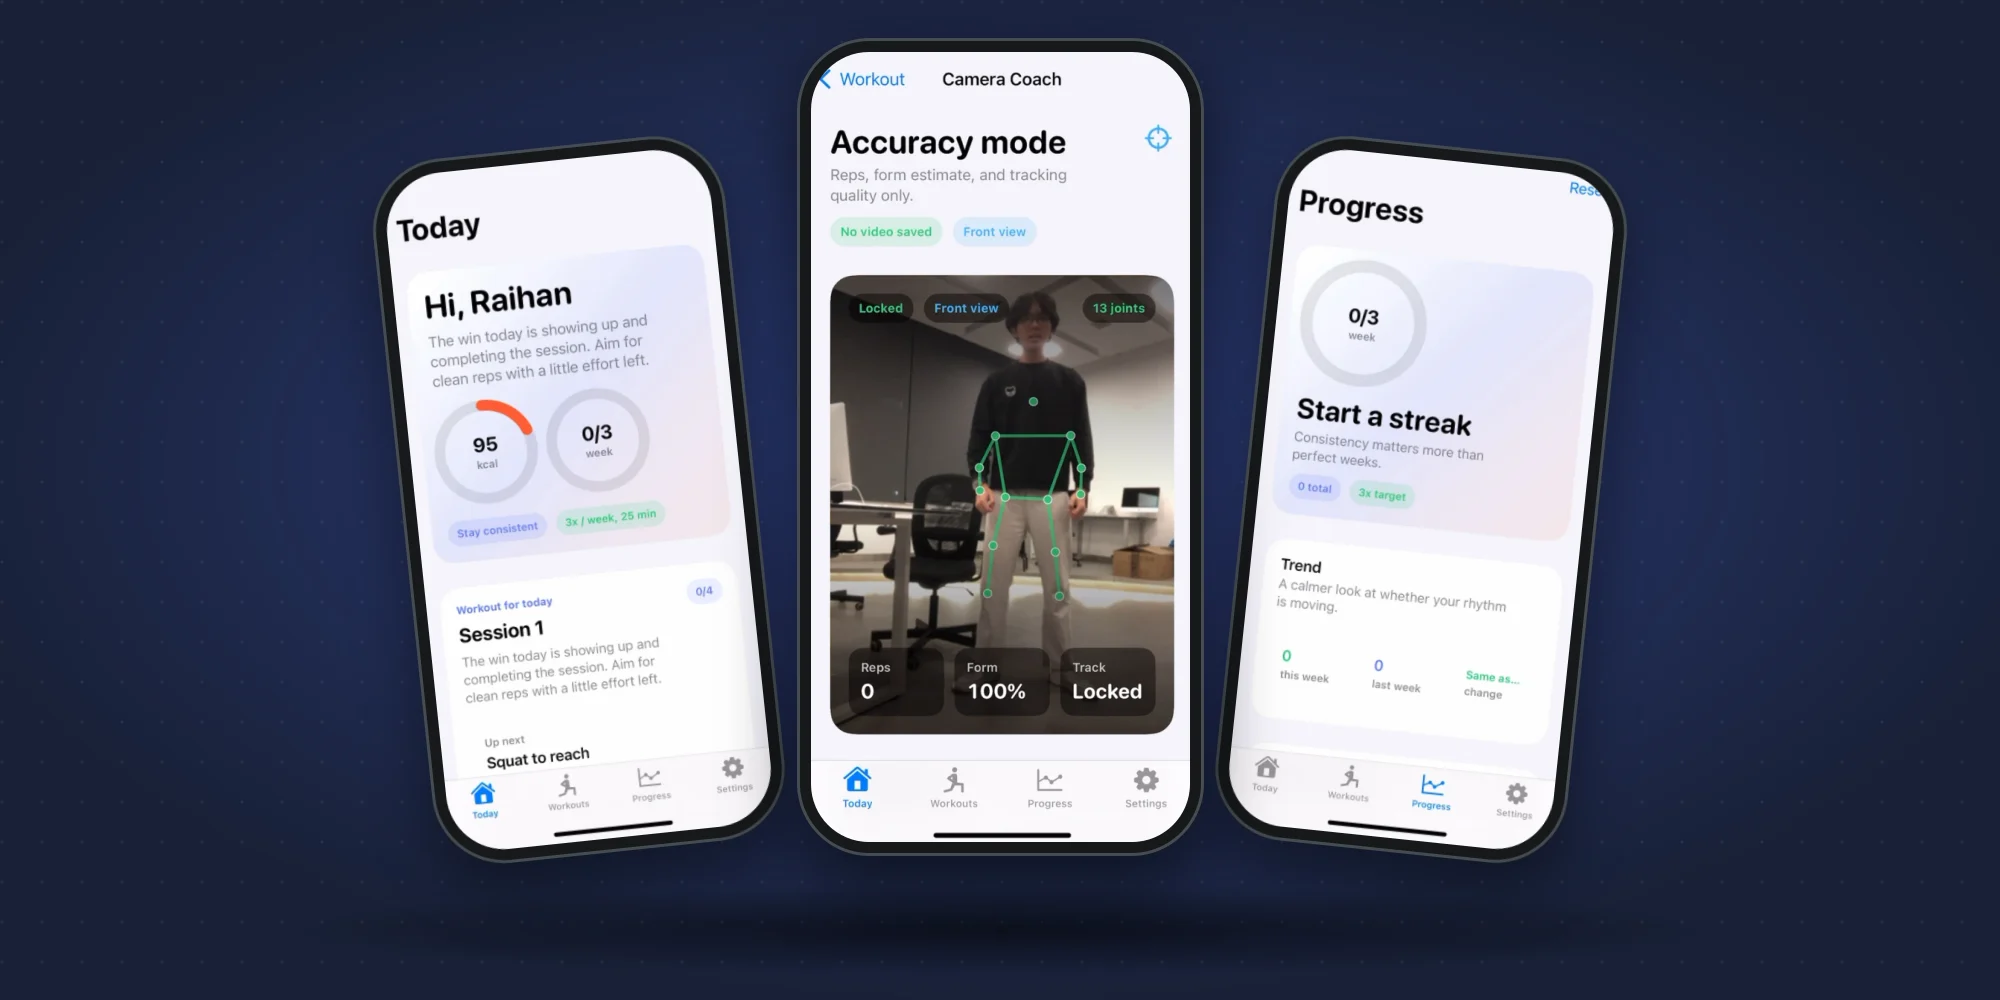 Today
Hi, Raihan
The win today is showing up and
completing the session. Aim for
clean reps with a little effort left.
95
kcal
0/3
week
Stay consistent
3x / week, 25 min
Workout for today
0/4
Session 1
The win today is showing up and
completing the session. Aim for
clean reps with a little effort left.
Up next
Squat to reach
Today
Workouts
Progress
Settings
Workout
Camera Coach
Accuracy mode
Reps, form estimate, and tracking
quality only.
No video saved
Front view
Locked
Front view
13 joints
Reps
0
Form
100%
Track
Locked
Today
Workouts
Progress
Settings
Progress
0/3
week
Start a streak
Consistency matters more than
perfect weeks.
0 total
3x target
Trend
A calmer look at whether your rhythm
is moving.
0
this week
0
last week
Same as...
change
Today
Workouts
Progress
Settings